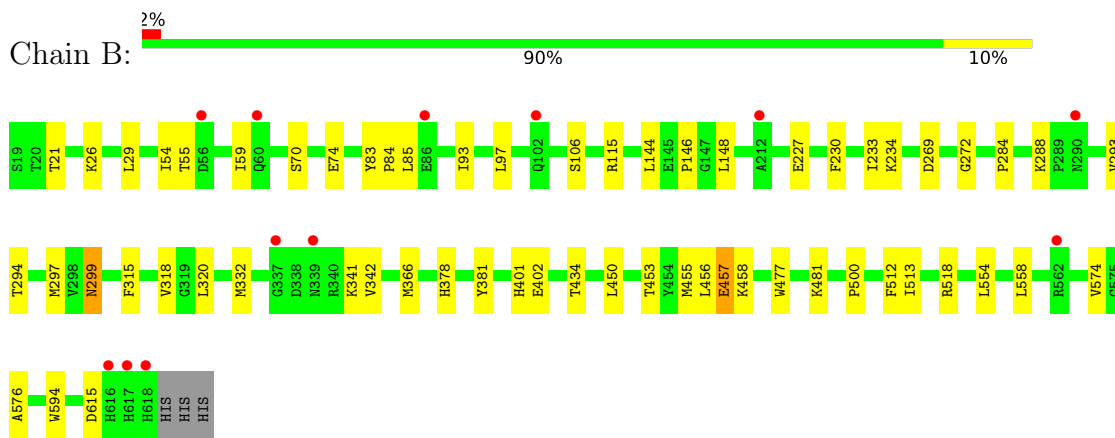 2%
Chain B:
90% 10%
S19 T20 T21 K26 L29 I54 T55 D56 I59 Q60 S70 E74 Y83 P84 L85 E86 I93 L97 Q102 S106 R115 L144 E145 P146 G147 L148 A212 E227 F230 I233 K234 D269 G272 P284 K288 P289 N290
T294 M297 V298 N299 F315 V318 G319 L320 M332 G337 D338 N339 R340 K341 V342 M366 H378 Y381 H401 E402 T434 L450 T453 Y454 M455 L456 E457 K458 W477 K481 P500 F512 I513 R518 L554 L558 R562 V574
A576 W594 D615 H616 H617 H618 HIS HIS HIS